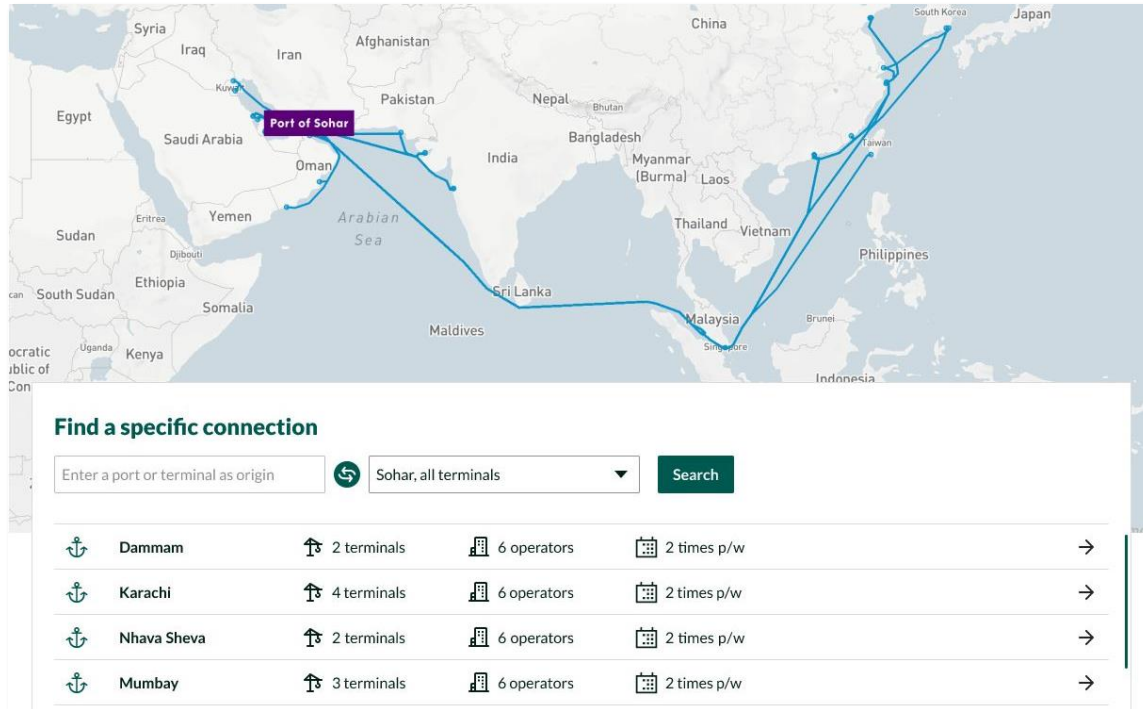 Syria
Iraq
Iran
Afghanistan
China
South Korea
Japan
Egypt
Pakistan
Nepal
Bhutan
Port of Sohar
Saudi Arabia
Oman
India
Bangladesh
Myanmar
(Burma)
Laos
Taiwan
Eritrea
Yemen
Arabian
Sea
Thailand
Vietnam
Sudan
Djibouti
Philippines
South Sudan
Ethiopia
Somalia
Sri Lanka
Maldives
Malaysia
Brunei
Uganda
Kenya
Singapore
Indonesia
ocratic
ublic of
Con
Find a specific connection
Enter a port or terminal as origin
Sohar, all terminals
Search
Dammam 2 terminals 6 operators 2 times p/w
Karachi 4 terminals 6 operators 2 times p/w
Nhava Sheva 2 terminals 6 operators 2 times p/w
Mumbay 3 terminals 6 operators 2 times p/w